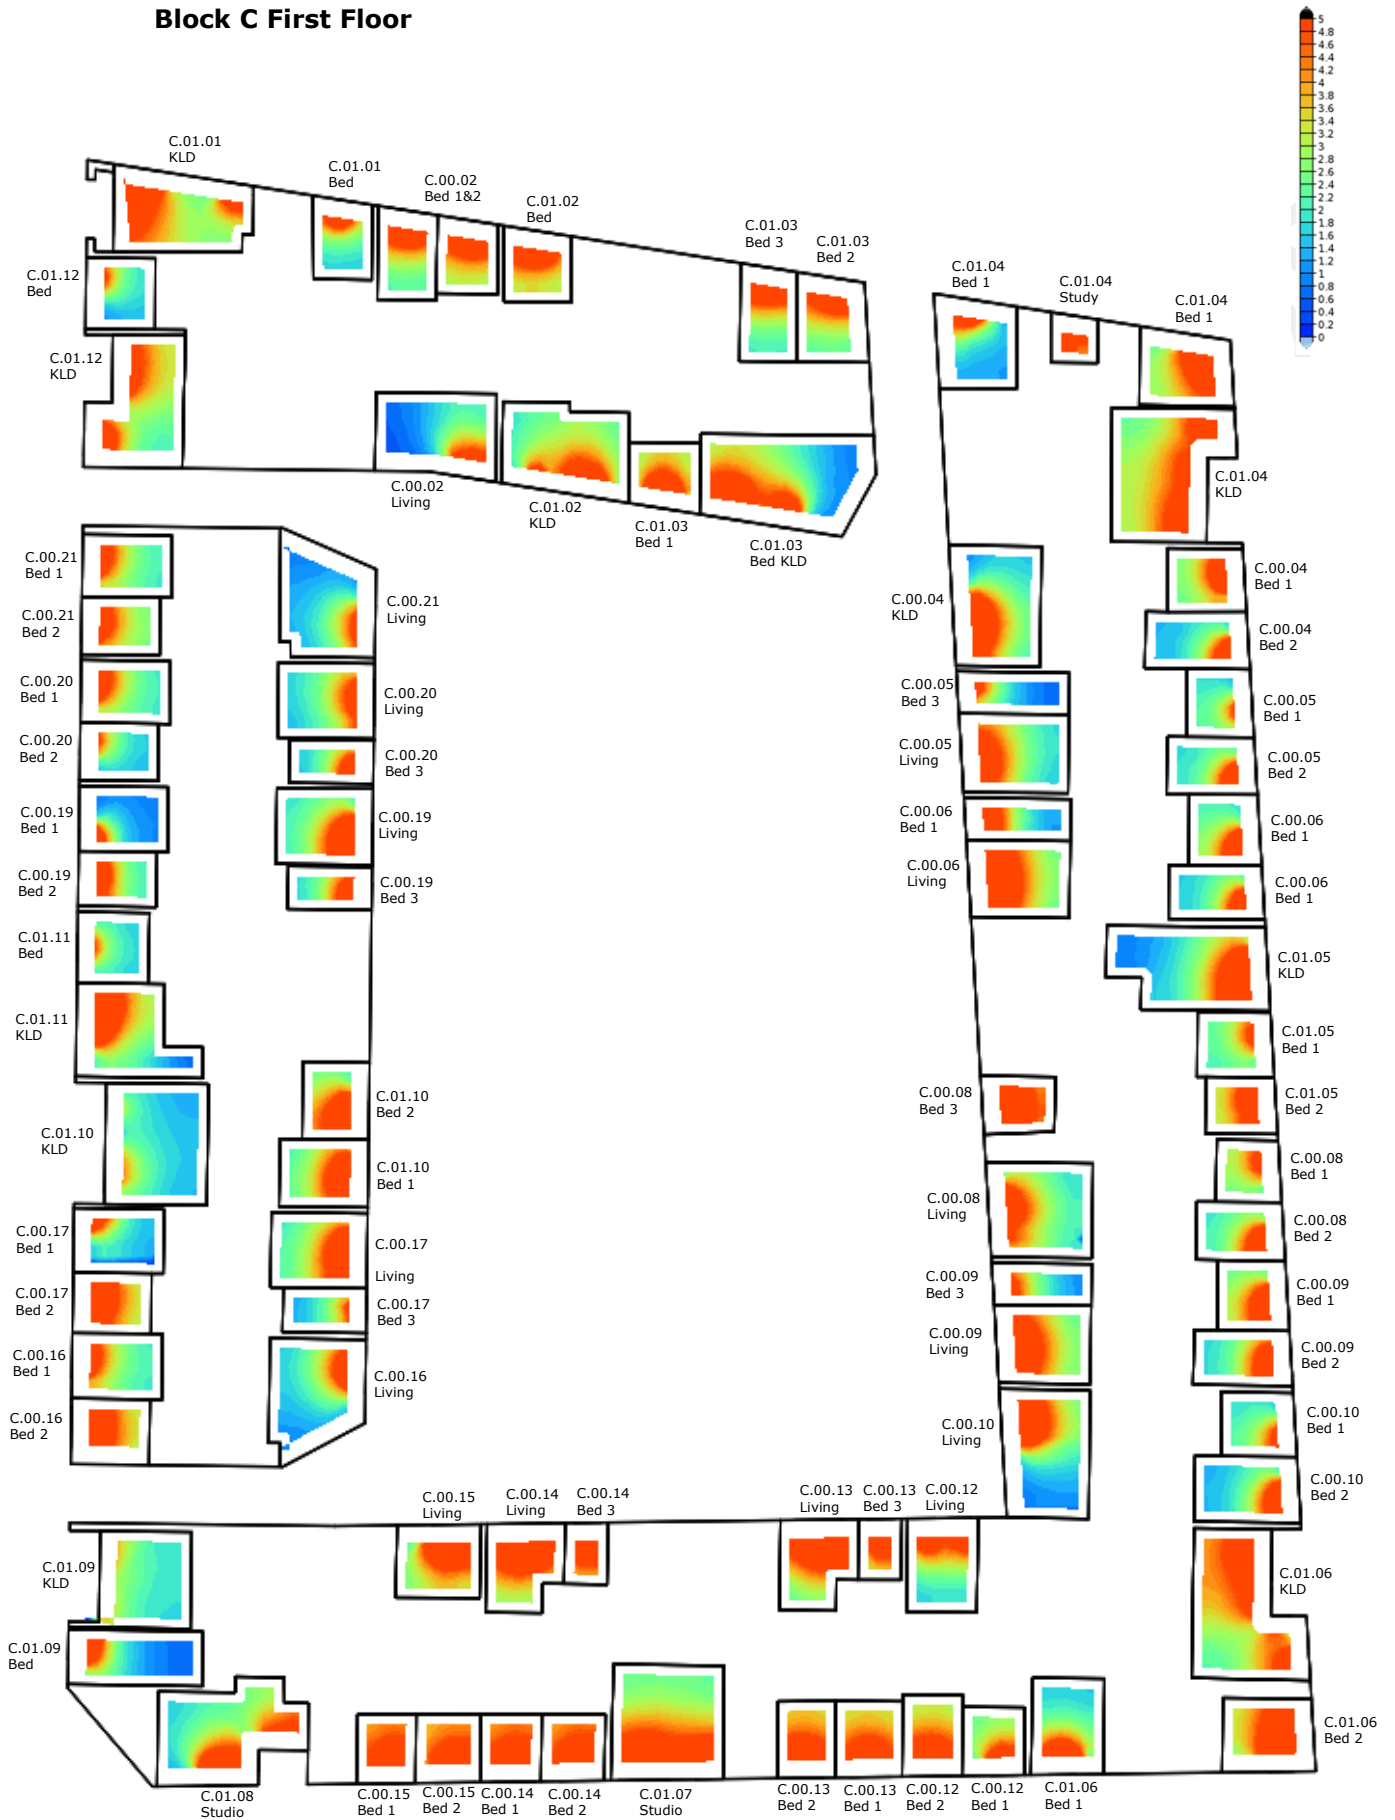 Block C First Floor
5
4.8
4.6
4.4
4.2
4
3.8
3.6
3.4
3.2
3
2.8
2.6
2.4
2.2
2
1.8
1.6
1.4
1.2
1
0.8
0.6
0.4
0.2
0
C.01.01
KLD
C.01.01
Bed
C.00.02
Bed 1&2
C.01.02
Bed
C.01.03
Bed 3
C.01.03
Bed 2
C.01.12
Bed
C.01.12
KLD
C.00.02
Living
C.01.02
KLD
C.01.03
Bed 1
C.01.03
Bed KLD
C.01.04
Bed 1
C.01.04
Study
C.01.04
Bed 1
C.01.04
KLD
C.00.21
Bed 1
C.00.21
Bed 2
C.00.20
Bed 1
C.00.20
Bed 2
C.00.19
Bed 1
C.00.19
Bed 2
C.01.11
Bed
C.01.11
KLD
C.01.10
KLD
C.00.17
Bed 1
C.00.17
Bed 2
C.00.16
Bed 1
C.00.16
Bed 2
C.00.21
Living
C.00.20
Living
C.00.20
Bed 3
C.00.19
Living
C.00.19
Bed 3
C.01.10
Bed 2
C.01.10
Bed 1
C.00.17
Living
C.00.17
Bed 3
C.00.16
Living
C.00.04
KLD
C.00.05
Bed 3
C.00.05
Living
C.00.06
Bed 1
C.00.06
Living
C.00.08
Bed 3
C.00.08
Living
C.00.09
Bed 3
C.00.09
Living
C.00.10
Living
C.00.04
Bed 1
C.00.04
Bed 2
C.00.05
Bed 1
C.00.05
Bed 2
C.00.06
Bed 1
C.00.06
Bed 1
C.01.05
KLD
C.01.05
Bed 1
C.01.05
Bed 2
C.00.08
Bed 1
C.00.08
Bed 2
C.00.09
Bed 1
C.00.09
Bed 2
C.00.10
Bed 1
C.00.10
Bed 2
C.01.06
KLD
C.01.06
Bed 2
C.00.15
Living
C.00.14
Living
C.00.14
Bed 3
C.00.13
Living
C.00.13
Bed 3
C.00.12
Living
C.01.09
KLD
C.01.09
Bed
C.01.08
Studio
C.00.15
Bed 1
C.00.15
Bed 2
C.00.14
Bed 1
C.00.14
Bed 2
C.01.07
Studio
C.00.13
Bed 2
C.00.13
Bed 1
C.00.12
Bed 2
C.00.12
Bed 1
C.01.06
Bed 1